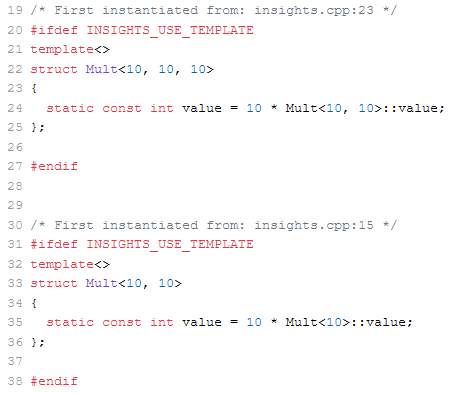 19 /* First instantiated from: insights.cpp:23 */
20 #ifdef INSIGHTS_USE_TEMPLATE
21 template<>
22 struct Mult<10, 10, 10>
23 {
24   static const int value = 10 * Mult<10, 10>::value;
25 };
26
27 #endif
28
29
30 /* First instantiated from: insights.cpp:15 */
31 #ifdef INSIGHTS_USE_TEMPLATE
32 template<>
33 struct Mult<10, 10>
34 {
35   static const int value = 10 * Mult<10>::value;
36 };
37
38 #endif